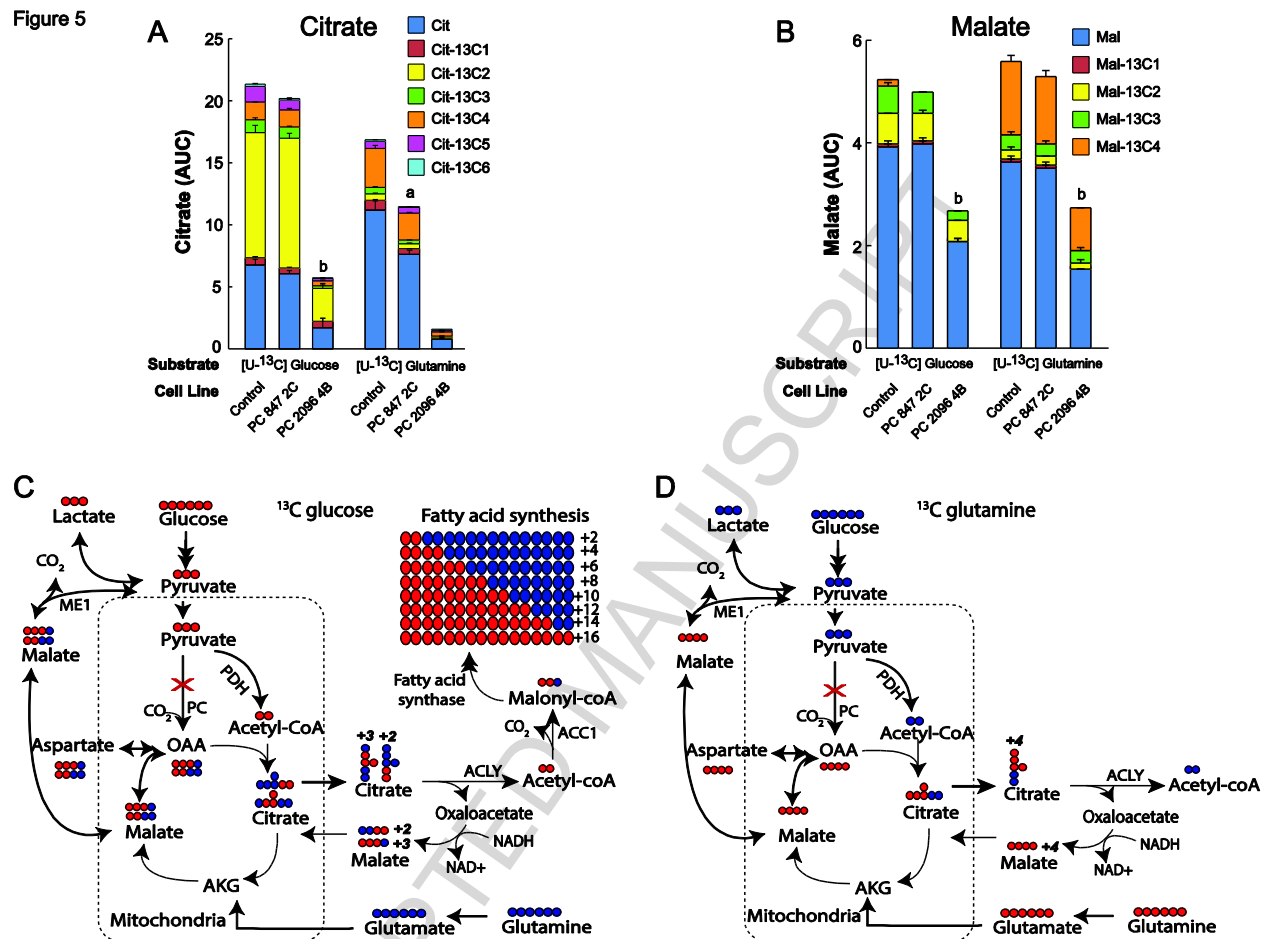 Figure 5
A
Citrate
Citrate (AUC)
25
20
15
10
5
0
Cit
Cit-13C1
Cit-13C2
Cit-13C3
Cit-13C4
Cit-13C5
Cit-13C6
b
a
Substrate
[U-13C] Glucose
[U-13C] Glutamine
Cell Line
Control
PC 847 2C
PC 2096 4B
Control
PC 847 2C
PC 2096 4B
B
Malate
Malate (AUC)
6
4
2
0
Mal
Mal-13C1
Mal-13C2
Mal-13C3
Mal-13C4
b
b
Substrate
[U-13C] Glucose
[U-13C] Glutamine
Cell Line
Control
PC 847 2C
PC 2096 4B
Control
PC 847 2C
PC 2096 4B
C
13C glucose
Lactate
Glucose
CO2
Pyruvate
ME1
Malate
Pyruvate
PDH
CO2
PC
Acetyl-CoA
Aspartate
OAA
Citrate
Malate
AKG
Mitochondria
Glutamate
Glutamine
+3 +2
Citrate
ACLY
Acetyl-coA
Oxaloacetate
NADH
NAD+
+2
+3
Malate
CO2
ACC1
Malonyl-coA
Fatty acid
synthase
Fatty acid synthesis
+2
+4
+6
+8
+10
+12
+14
+16
D
13C glutamine
Lactate
Glucose
CO2
Pyruvate
ME1
Malate
Pyruvate
PDH
CO2
PC
Acetyl-CoA
Aspartate
OAA
Citrate
Malate
AKG
Mitochondria
Glutamate
Glutamine
+4
Citrate
ACLY
Acetyl-coA
Oxaloacetate
NADH
NAD+
+4
Malate
PTED MANUSCRIPT